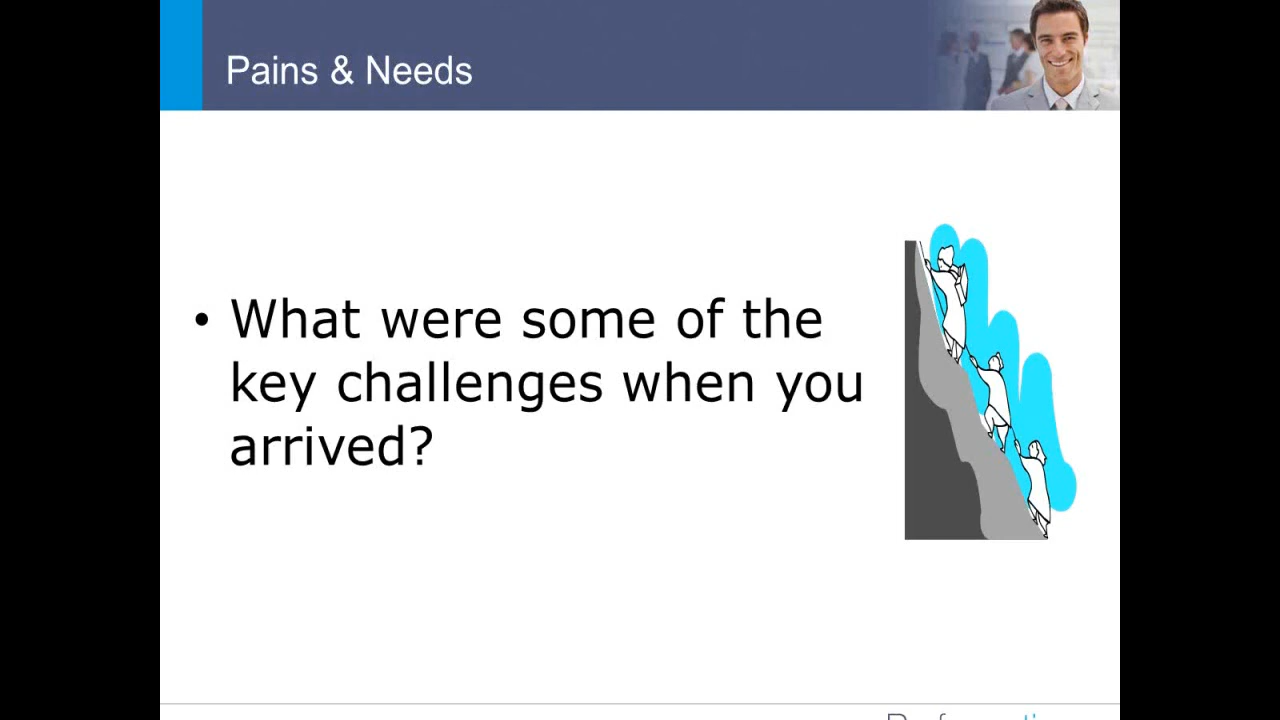 Pains & Needs
• What were some of the
key challenges when you
arrived?